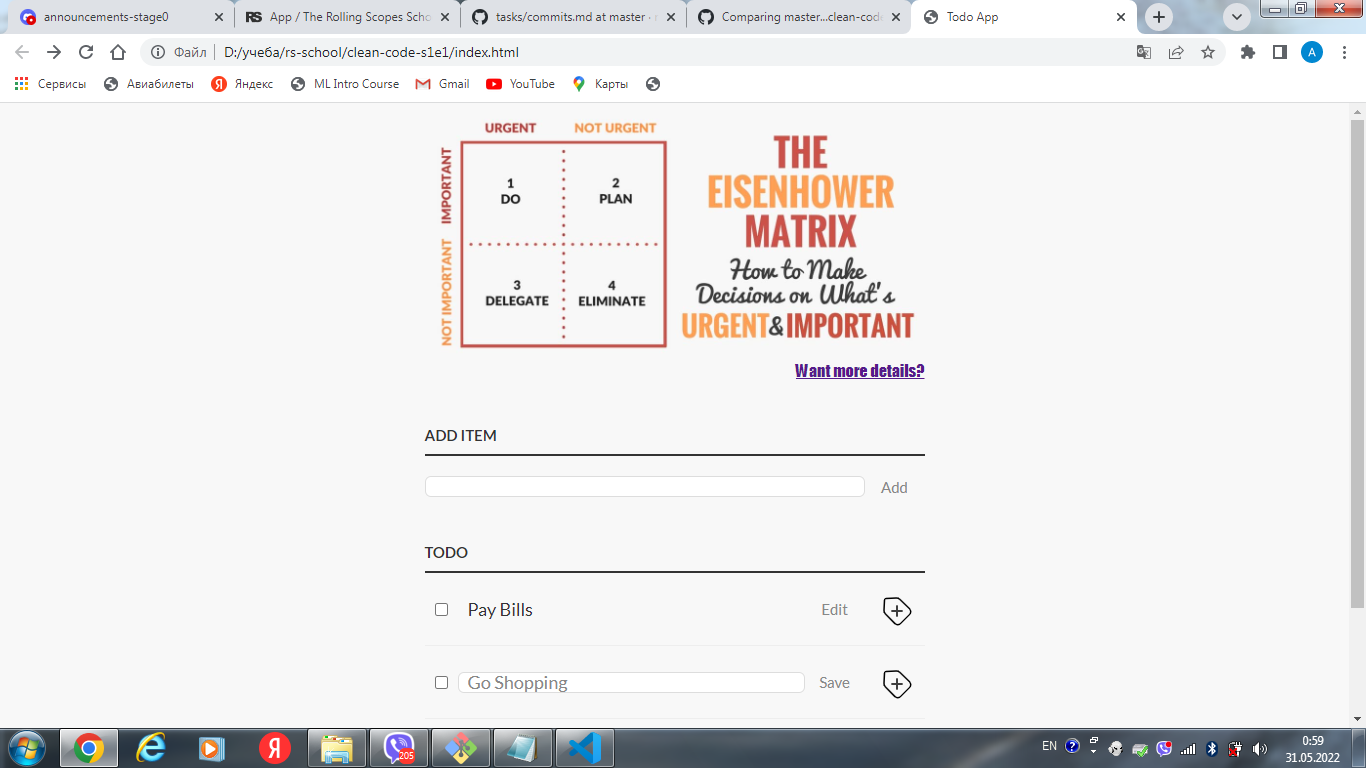 announcements-stage0
App / The Rolling Scopes Scho
tasks/commits.md at master ·
Comparing master...clean-code
Todo App
Файл
D:/учеба/rs-school/clean-code-s1e1/index.html
A
Сервисы
Авиабилеты
Яндекс
ML Intro Course
Gmail
YouTube
Карты
URGENT
NOT URGENT
IMPORTANT
NOT IMPORTANT
1
DO
2
PLAN
3
DELEGATE
4
ELIMINATE
THE
EISENHOWER
MATRIX
How to Make
Decisions on What's
URGENT&IMPORTANT
Want more details?
ADD ITEM
Add
TODO
Pay Bills
Edit
Go Shopping
Save
205
EN
0:59
31.05.2022